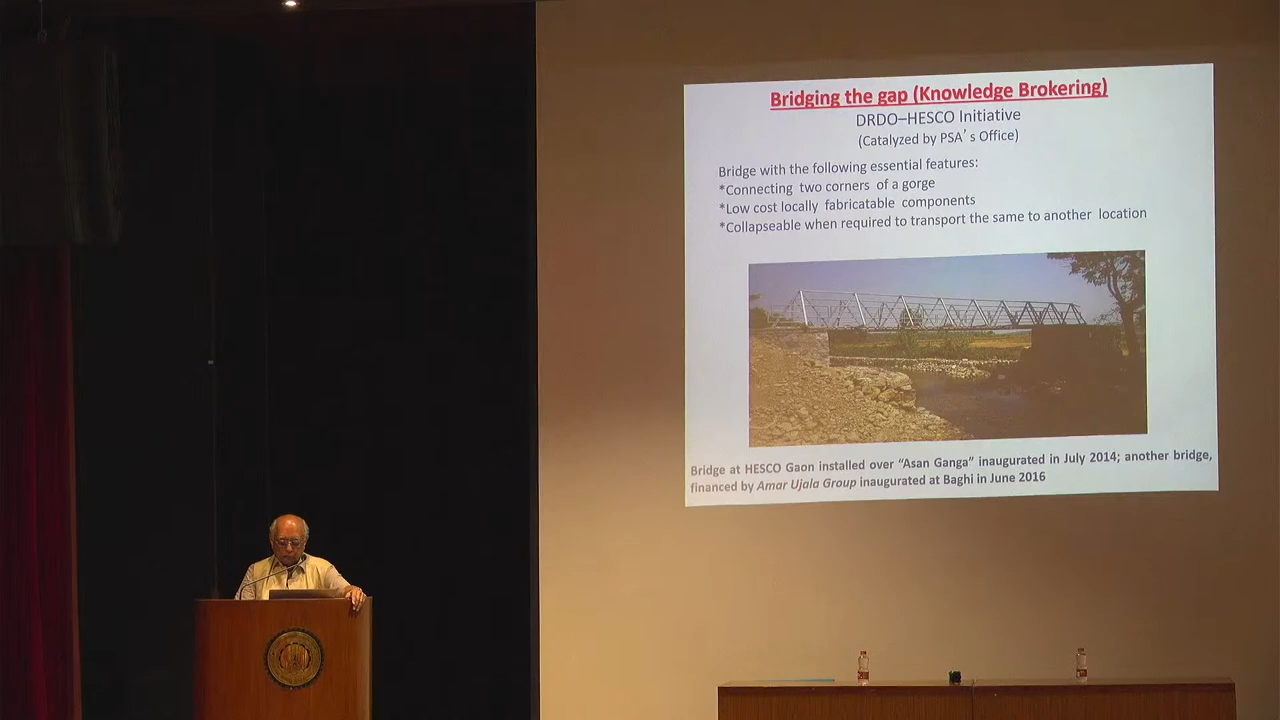 Bridging the gap (Knowledge Brokering)
DRDO–HESCO Initiative
(Catalyzed by PSA's Office)
Bridge with the following essential features:
*Connecting two corners of a gorge
*Low cost locally fabricatable components
*Collapseable when required to transport the same to another location
Bridge at HESCO Gaon installed over “Asan Ganga” inaugurated in July 2014; another bridge,
financed by Amar Ujala Group inaugurated at Baghi in June 2016